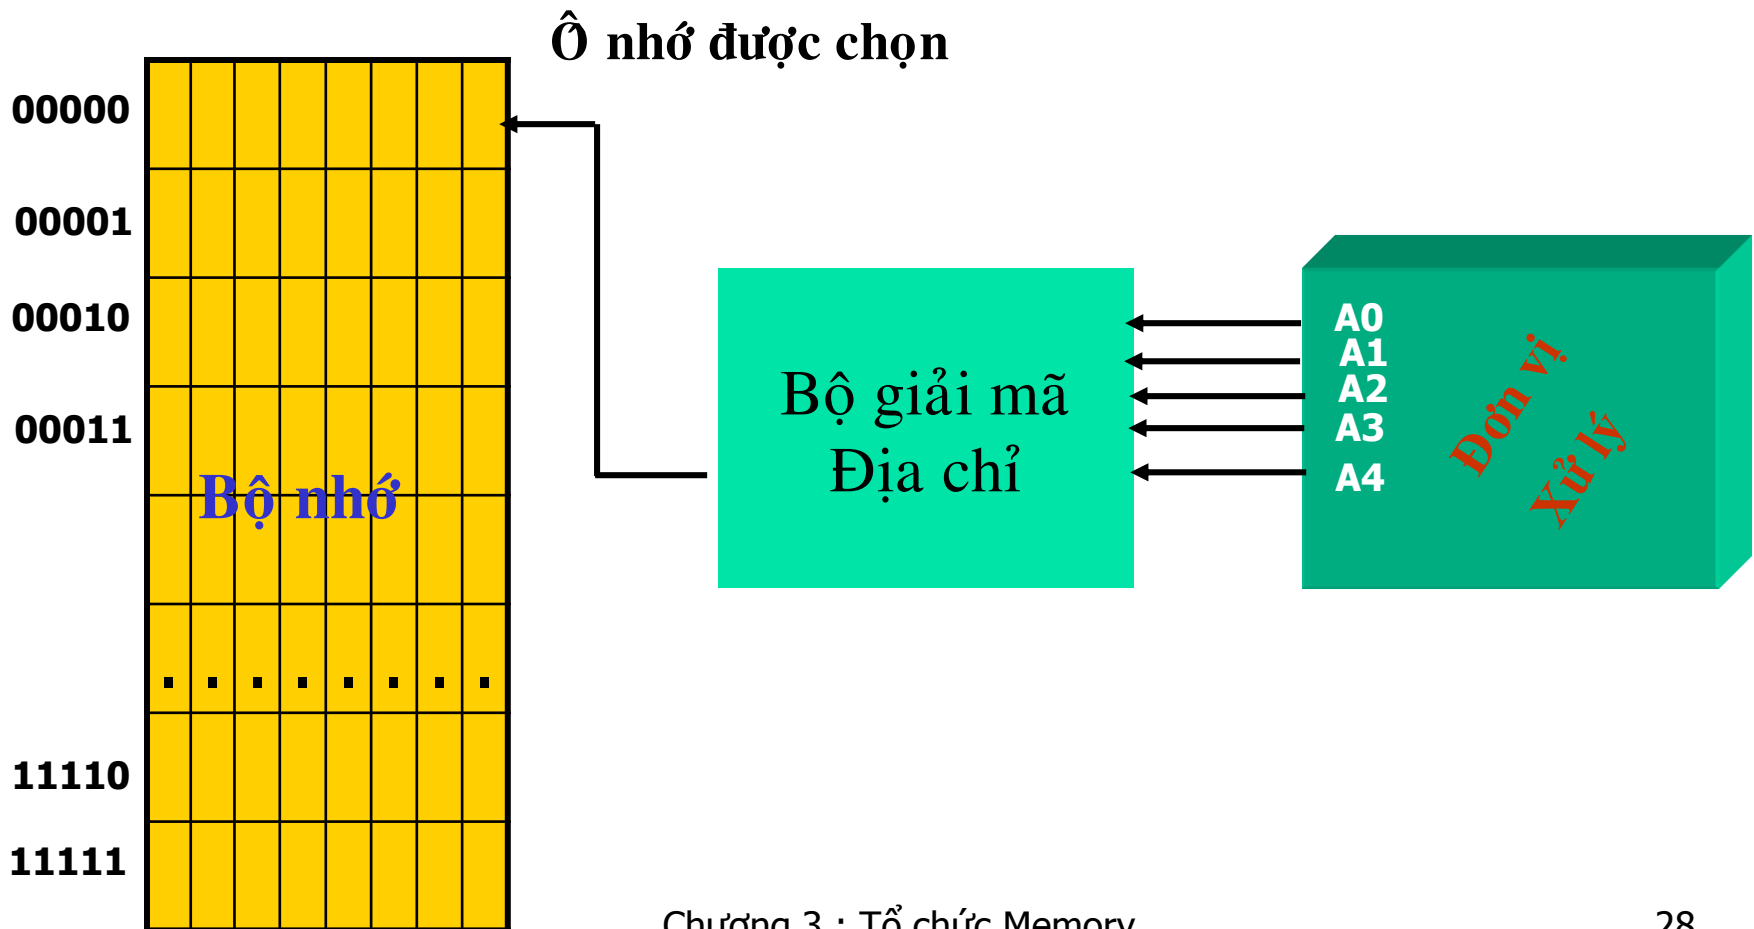 Ô nhớ được chọn
00000
00001
00010
00011
Bộ nhớ
. . . . . . . .
11110
11111
Bộ giải mã
Địa chỉ
A0
A1
A2
A3
A4
Đơn vị
Xử lý
Chương 3 : Tổ chức Memory
28